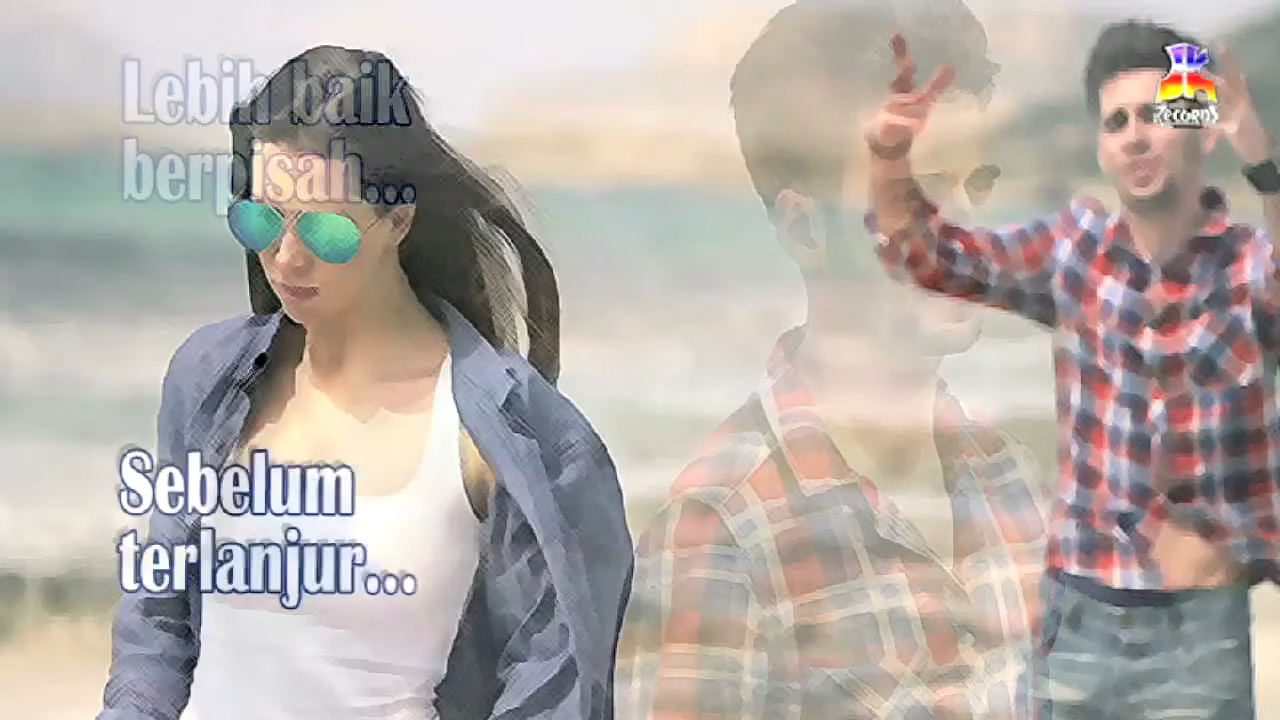 Lebih baik
berpisah...
Sebelum
terlanjur...
RECORDS